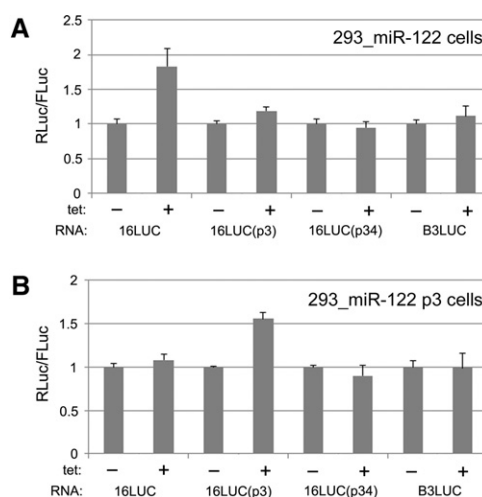 A
293_miR-122 cells
RLuc/FLuc
2.5
2
1.5
1
0.5
0
tet: − + − + − + − +
RNA: 16LUC 16LUC(p3) 16LUC(p34) B3LUC
B
293_miR-122 p3 cells
RLuc/FLuc
2
1.5
1
0.5
0
tet: − + − + − + − +
RNA: 16LUC 16LUC(p3) 16LUC(p34) B3LUC